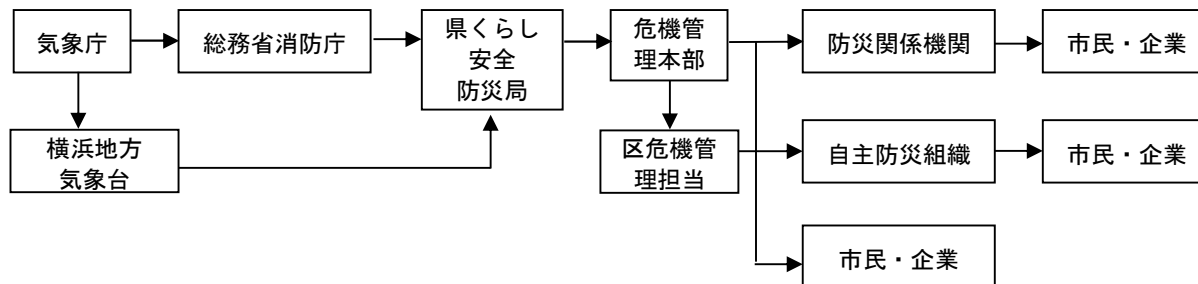 気象庁
総務省消防庁
県くらし
安全
防災局
危機管
理本部
防災関係機関
市民・企業
横浜地方
気象台
区危機管
理担当
自主防災組織
市民・企業
市民・企業